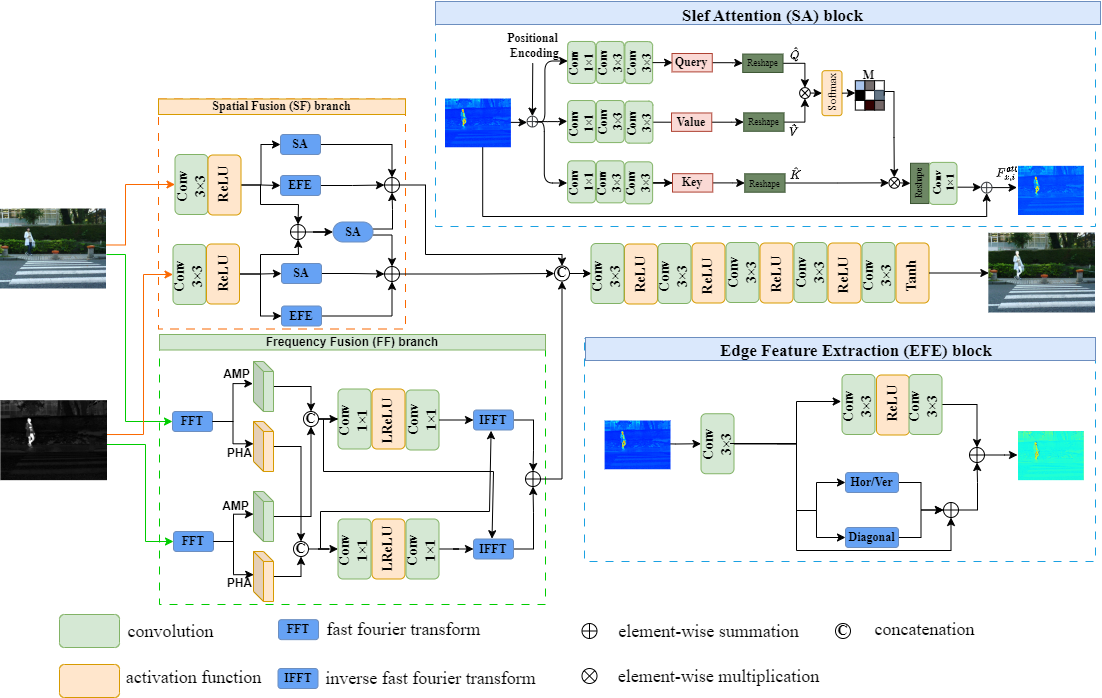 Slef Attention (SA) block
Positional
Encoding
Conv
1×1
Conv
3×3
Conv
3×3
Query
Reshape
Q̂
Softmax
M
Conv
1×1
Conv
3×3
Conv
3×3
Value
Reshape
V̂
Conv
1×1
Conv
3×3
Conv
3×3
Key
Reshape
K̂
Reshape
Conv
1×1
F^{att}_{s,i}
Spatial Fusion (SF) branch
Conv
3×3
ReLU
SA
EFE
SA
Conv
3×3
ReLU
SA
EFE
C
Conv
3×3
ReLU
Conv
3×3
ReLU
Conv
3×3
ReLU
Conv
3×3
ReLU
Conv
3×3
Tanh
Frequency Fusion (FF) branch
FFT
AMP
PHA
C
Conv
1×1
LReLU
Conv
1×1
IFFT
FFT
AMP
PHA
C
Conv
1×1
LReLU
Conv
1×1
IFFT
Edge Feature Extraction (EFE) block
Conv
3×3
Conv
3×3
ReLU
Conv
3×3
Hor/Ver
Diagonal
convolution
FFT
fast fourier transform
element-wise summation
C
concatenation
activation function
IFFT
inverse fast fourier transform
element-wise multiplication